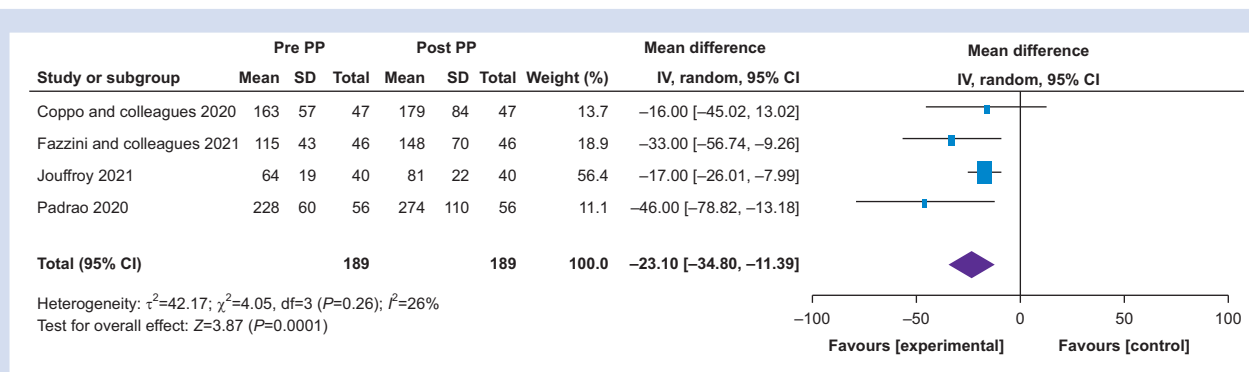 Pre PP Post PP Mean difference Mean difference
Study or subgroup Mean SD Total Mean SD Total Weight (%) IV, random, 95% CI IV, random, 95% CI
Coppo and colleagues 2020 163 57 47 179 84 47 13.7 –16.00 [–45.02, 13.02]
Fazzini and colleagues 2021 115 43 46 148 70 46 18.9 –33.00 [–56.74, –9.26]
Jouffroy 2021 64 19 40 81 22 40 56.4 –17.00 [–26.01, –7.99]
Padrao 2020 228 60 56 274 110 56 11.1 –46.00 [–78.82, –13.18]
Total (95% CI) 189 189 100.0 –23.10 [–34.80, –11.39]
Heterogeneity: τ²=42.17; χ²=4.05, df=3 (P=0.26); I²=26%
Test for overall effect: Z=3.87 (P=0.0001)
–100 –50 0 50 100
Favours [experimental] Favours [control]